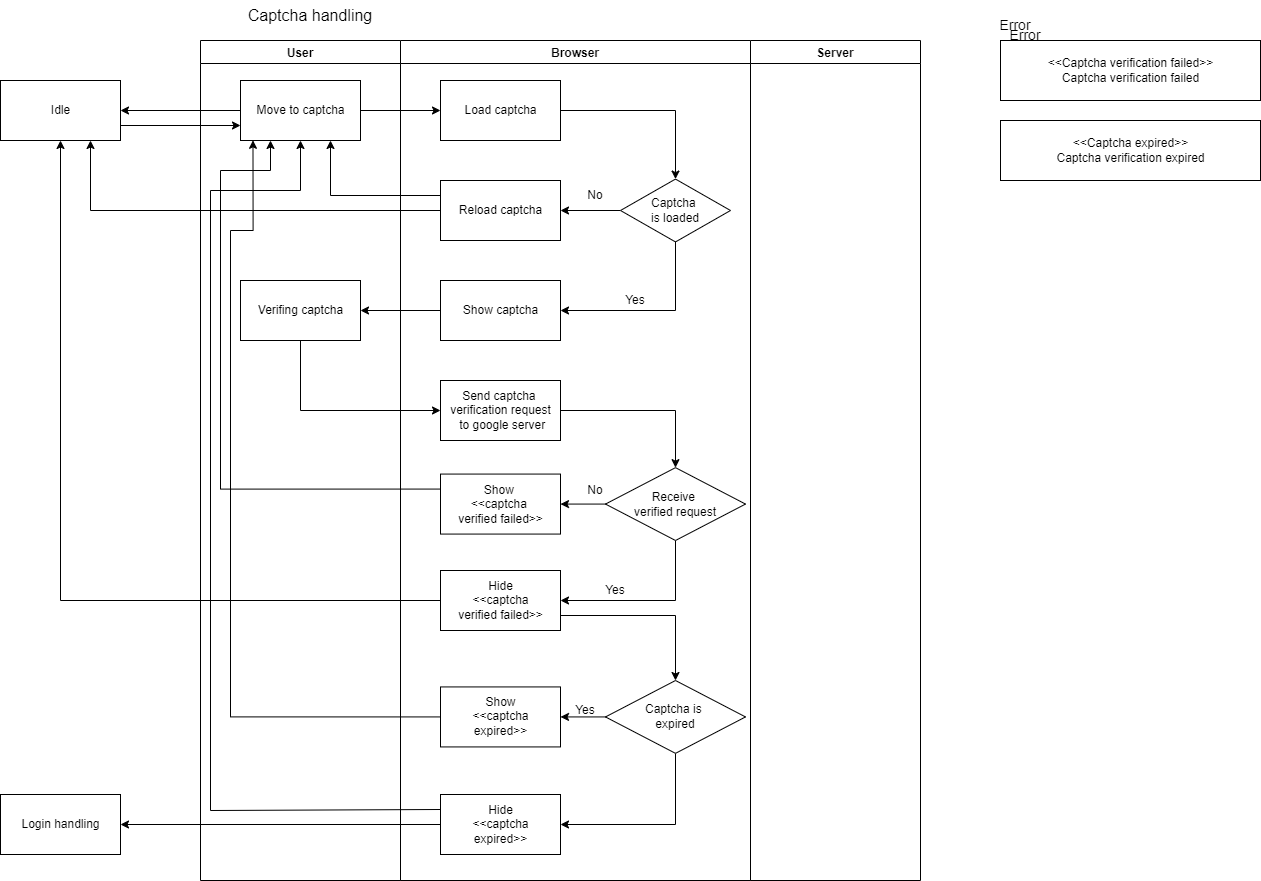 Captcha handling
Error
Error
User
Browser
Server
<<Captcha verification failed>>
Captcha verification failed
Idle
Move to captcha
Load captcha
<<Captcha expired>>
Captcha verification expired
No
Reload captcha
Captcha
is loaded
Yes
Verifing captcha
Show captcha
Send captcha
verification request
to google server
No
Show
<<captcha
verified failed>>
Receive
verified request
Yes
Hide
<<captcha
verified failed>>
Show
<<captcha
expired>>
Yes
Captcha is
expired
Login handling
Hide
<<captcha
expired>>